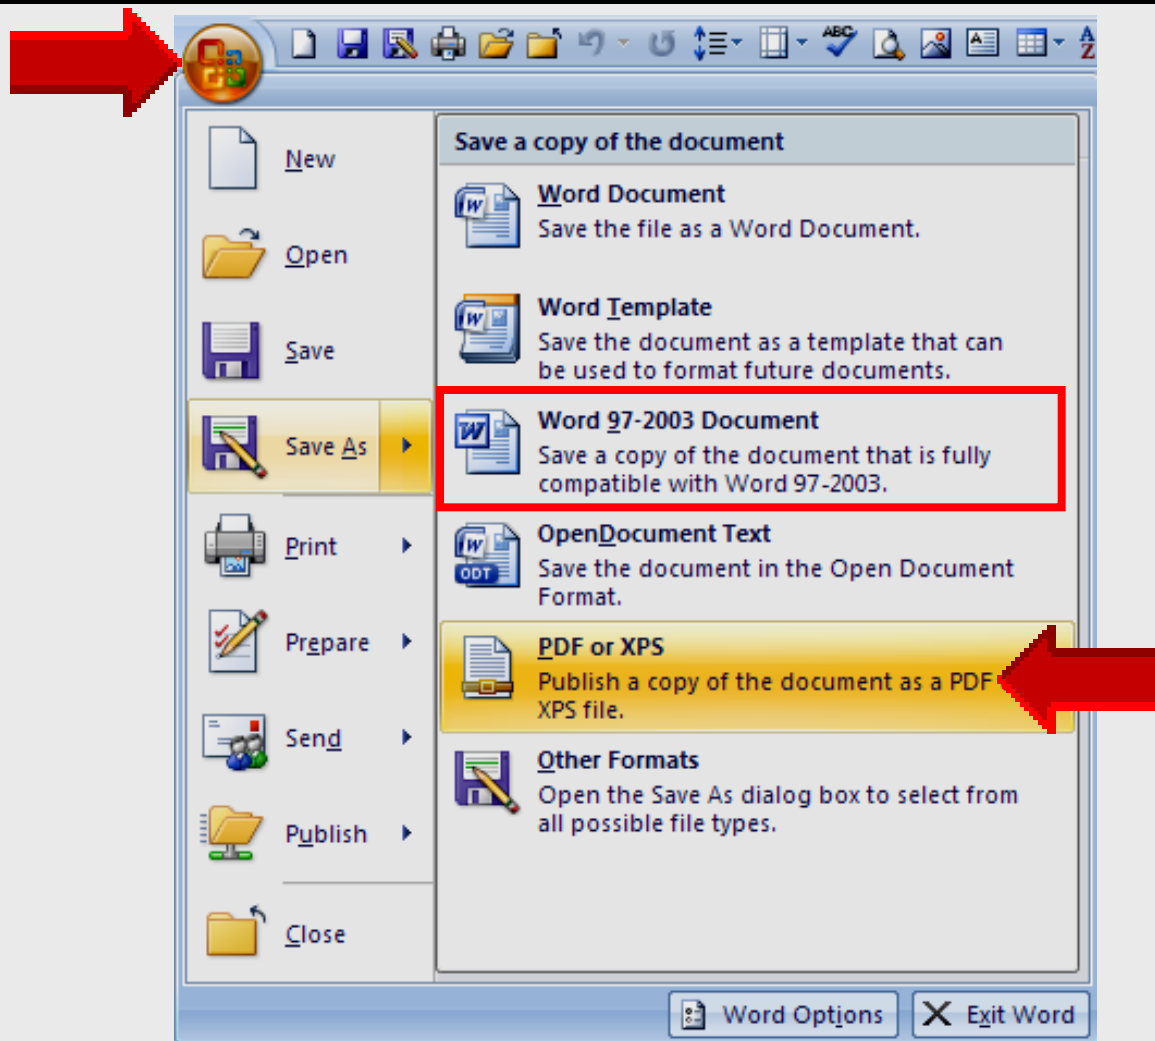 ABC
A
A
Z
New
Open
Save
Save As
Print
Prepare
Send
Publish
Close
Save a copy of the document
Word Document
Save the file as a Word Document.
Word Template
Save the document as a template that can
be used to format future documents.
Word 97-2003 Document
Save a copy of the document that is fully
compatible with Word 97-2003.
OpenDocument Text
ODT
Save the document in the Open Document
Format.
PDF or XPS
Publish a copy of the document as a PDF
XPS file.
Other Formats
Open the Save As dialog box to select from
all possible file types.
Word Options
Exit Word